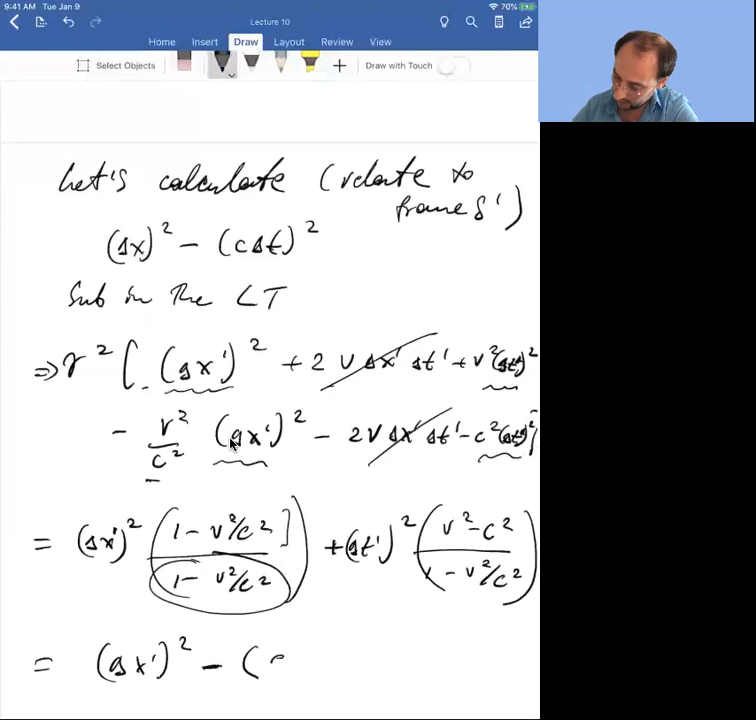 9:41 AM Tue Jan 9 70%
Lecture 10
Home Insert Draw Layout Review View
Select Objects Draw with Touch
Let's calculate (relate to
frame S')
(Δx)² − (cΔt)²
Sub in the LT
⇒ γ² [ (Δx')² + 2 v Δx' Δt' + v²(Δt')²
− v²/c² (Δx')² − 2v Δx' Δt' − c²(Δt')² ]
= (Δx')² ( 1 − v²/c² ] / 1 − v²/c² ) + (Δt')² ( v² − c² / 1 − v²/c² )
= (Δx')² − (c